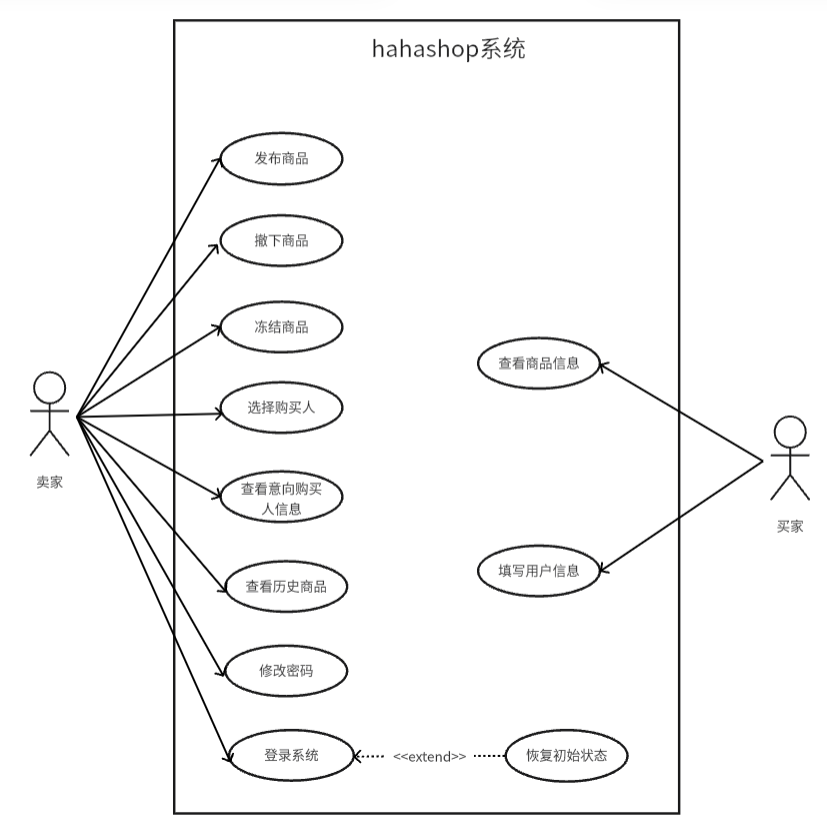 hahashop系统
发布商品
撤下商品
冻结商品
选择购买人
查看意向购买
人信息
查看历史商品
修改密码
登录系统
<<extend>>
恢复初始状态
查看商品信息
填写用户信息
卖家
买家